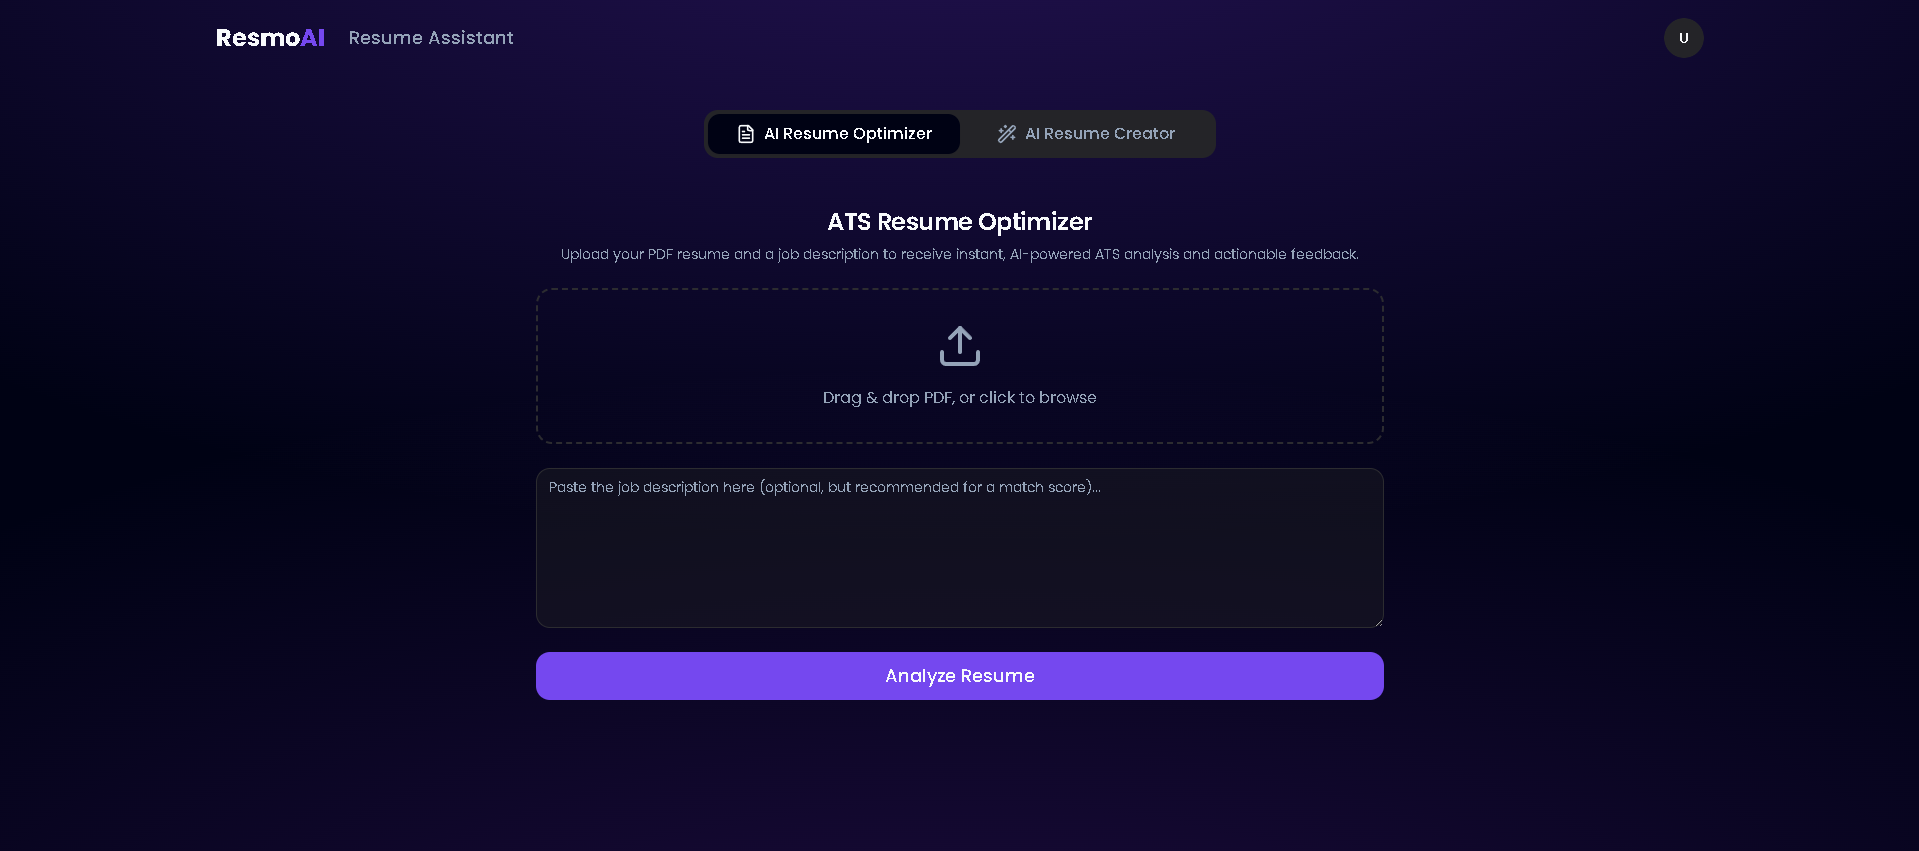 ResmoAI Resume Assistant U
AI Resume Optimizer AI Resume Creator
ATS Resume Optimizer
Upload your PDF resume and a job description to receive instant, AI-powered ATS analysis and actionable feedback.
Drag & drop PDF, or click to browse
Paste the job description here (optional, but recommended for a match score)...
Analyze Resume